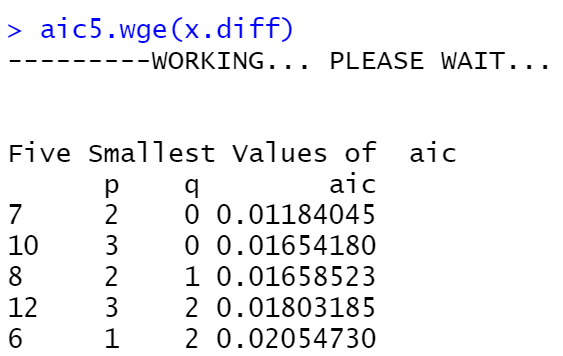 > aic5.wge(x.diff)
---------WORKING... PLEASE WAIT...
Five Smallest Values of  aic
      p    q        aic
7     2    0 0.01184045
10    3    0 0.01654180
8     2    1 0.01658523
12    3    2 0.01803185
6     1    2 0.02054730